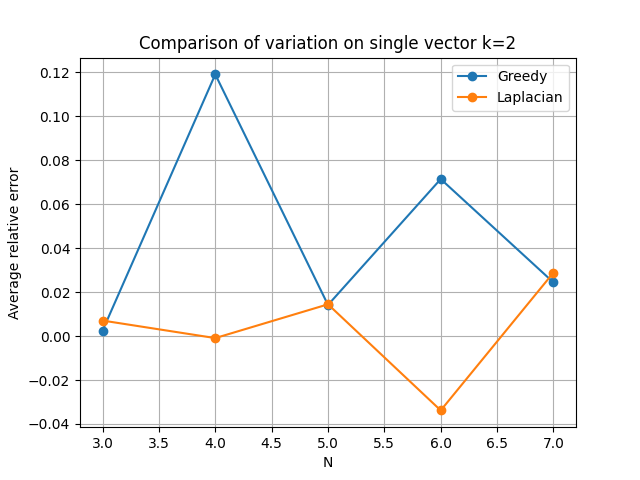 Comparison of variation on single vector k=2
Greedy
Laplacian
Average relative error
0.12
0.10
0.08
0.06
0.04
0.02
0.00
−0.02
−0.04
3.0 3.5 4.0 4.5 5.0 5.5 6.0 6.5 7.0
N